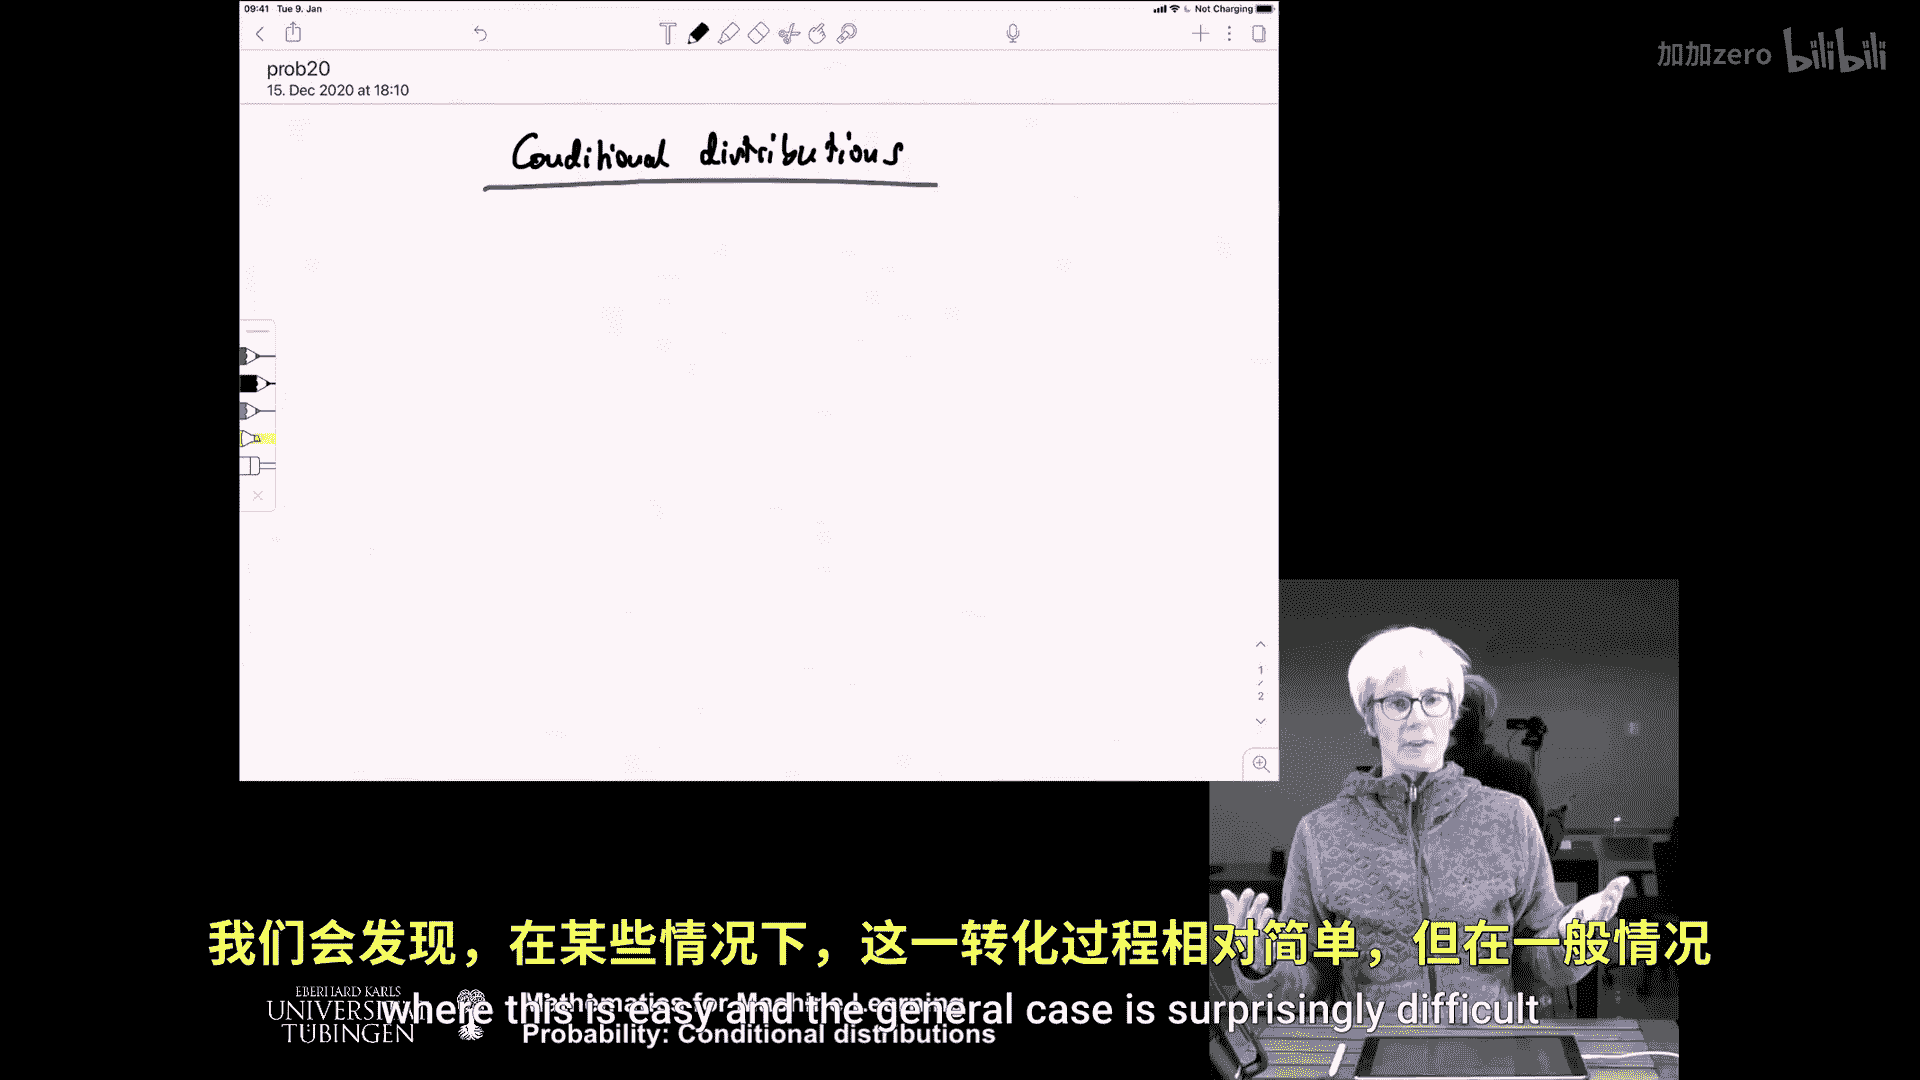 09:41 Tue 9. Jan
Not Charging
加加zero bilibili
T
prob20
15. Dec 2020 at 18:10
Conditional distributions
1
2
我们会发现，在某些情况下，这一转化过程相对简单，但在一般情况
where this is easy and the general case is surprisingly difficult
EBERHARD KARLS
UNIVERSITÄT
TÜBINGEN
Mathematics for Machine Learning
Probability: Conditional distributions